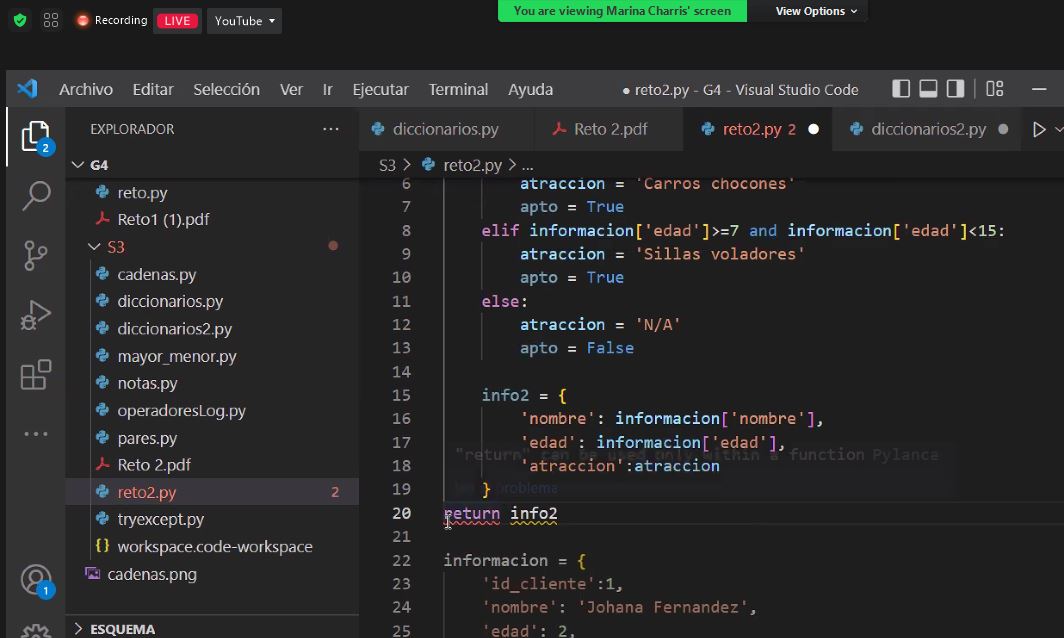 Recording
LIVE
YouTube
You are viewing Marina Charris' screen
View Options
Archivo Editar Selección Ver Ir Ejecutar Terminal Ayuda
● reto2.py - G4 - Visual Studio Code
EXPLORADOR ...
diccionarios.py
Reto 2.pdf
reto2.py 2
diccionarios2.py
2
G4
S3 > reto2.py > ...
reto.py
Reto1 (1).pdf
S3
cadenas.py
diccionarios.py
diccionarios2.py
mayor_menor.py
notas.py
operadoresLog.py
pares.py
Reto 2.pdf
reto2.py 2
tryexcept.py
workspace.code-workspace
cadenas.png
1
ESQUEMA
6 atraccion = 'Carros chocones'
7 apto = True
8 elif informacion['edad']>=7 and informacion['edad']<15:
9 atraccion = 'Sillas voladores'
10 apto = True
11 else:
12 atraccion = 'N/A'
13 apto = False
14
15 info2 = {
16 'nombre': informacion['nombre'],
17 'edad': informacion['edad'],
"return" can be used only within a function Pylance
18 'atraccion':atraccion
19 }
problema
20 return info2
21
22 informacion = {
23 'id_cliente':1,
24 'nombre': 'Johana Fernandez',
25 'edad': 2,